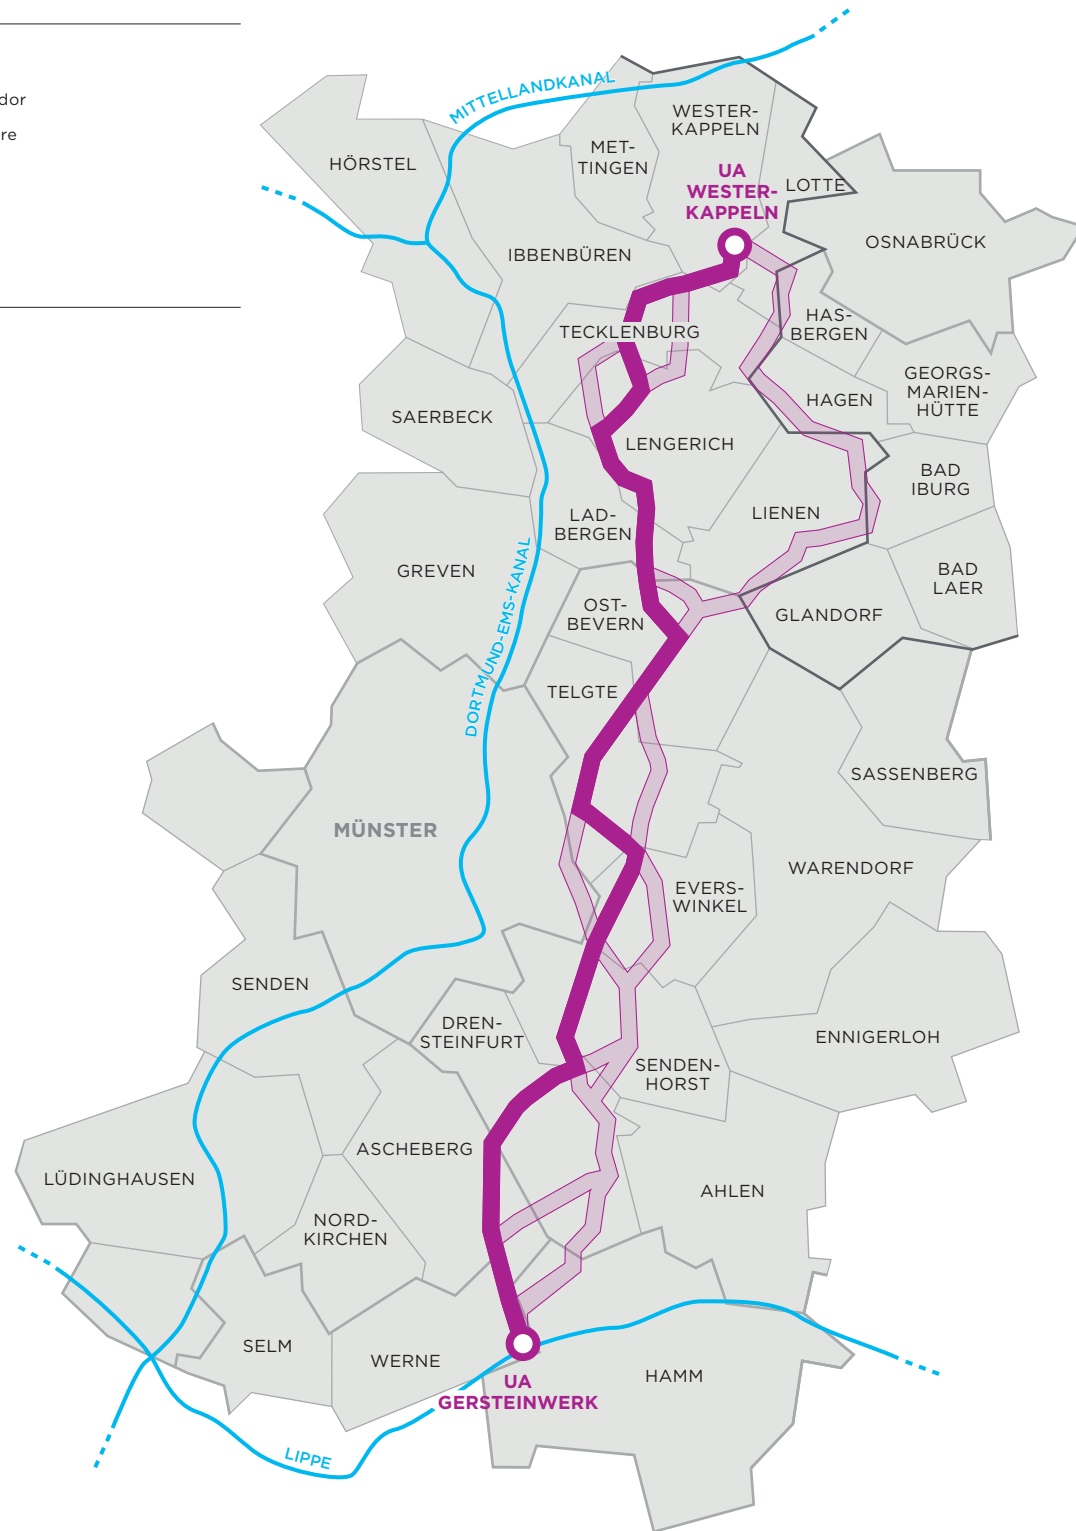 dor
re
MITTELLANDKANAL
WESTER-
KAPPELN
MET-
TINGEN
HÖRSTEL
UA
WESTER-
KAPPELN
LOTTE
OSNABRÜCK
IBBENBÜREN
HAS-
BERGEN
TECKLENBURG
GEORGS-
MARIEN-
HÜTTE
HAGEN
SAERBECK
LENGERICH
BAD
IBURG
LIENEN
LAD-
BERGEN
GREVEN
BAD
LAER
OST-
BEVERN
GLANDORF
DORTMUND-EMS-KANAL
TELGTE
SASSENBERG
MÜNSTER
WARENDORF
EVERS-
WINKEL
SENDEN
DREN-
STEINFURT
ENNIGERLOH
SENDEN-
HORST
ASCHEBERG
LÜDINGHAUSEN
AHLEN
NORD-
KIRCHEN
SELM
WERNE
HAMM
UA
GERSTEINWERK
LIPPE